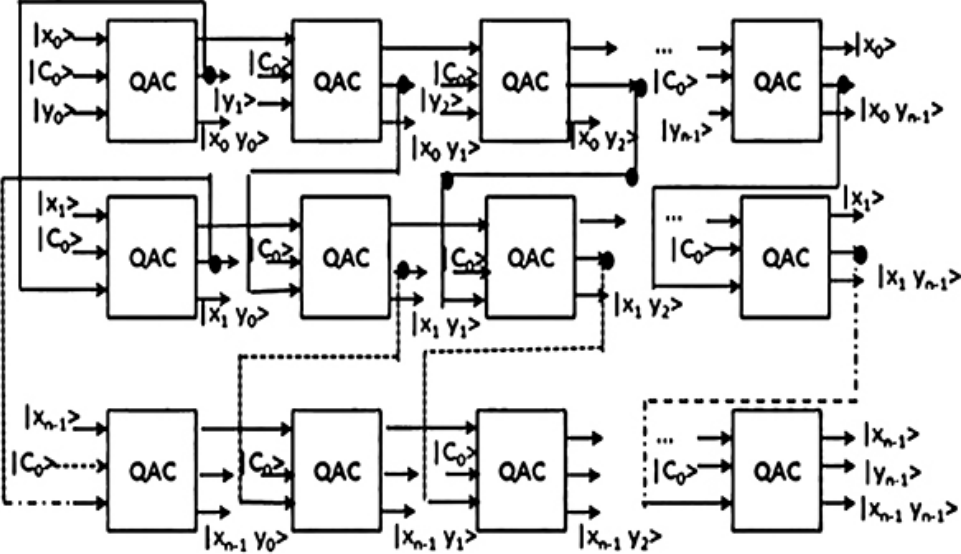 |x₀> QAC |C₀> QAC |C₀> QAC ... QAC |x₀>
|C₀> |y₁> |y₂> |C₀>
|y₀> |x₀ y₀> |x₀ y₁> |x₀ y₂> |yₙ₋₁> |x₀ yₙ₋₁>
|x₁> QAC |C₀> QAC |C₀> QAC ... QAC |x₁>
|C₀> |C₀>
|x₁ y₀> |x₁ y₁> |x₁ y₂> |x₁ yₙ₋₁>
|xₙ₋₁> QAC |C₀> QAC |C₀> QAC ... QAC |xₙ₋₁>
|C₀> |C₀> |yₙ₋₁>
|xₙ₋₁ y₀> |xₙ₋₁ y₁> |xₙ₋₁ y₂> |xₙ₋₁ yₙ₋₁>